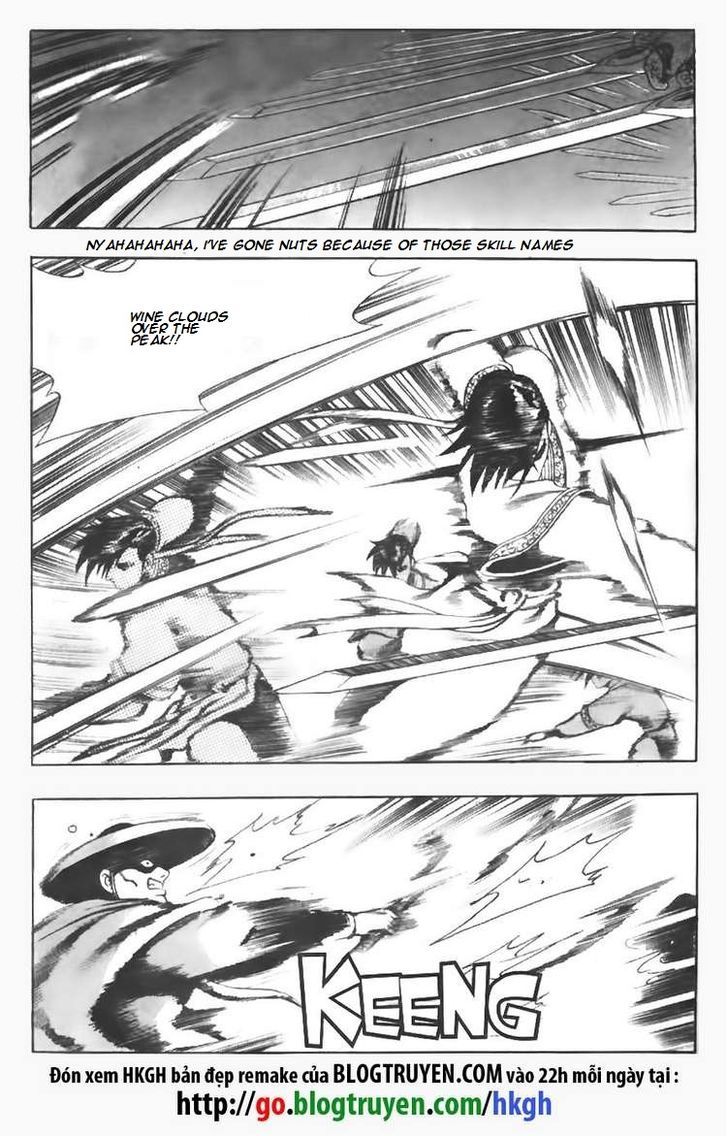 NYAHAHAHAHA, I'VE GONE NUTS BECAUSE OF THOSE SKILL NAMES
WINE CLOUDS
OVER THE
PEAK!!
KEENG
Đón xem HKGH bản đẹp remake của BLOGTRUYEN.COM vào 22h mỗi ngày tại :
http://go.blogtruyen.com/hkgh